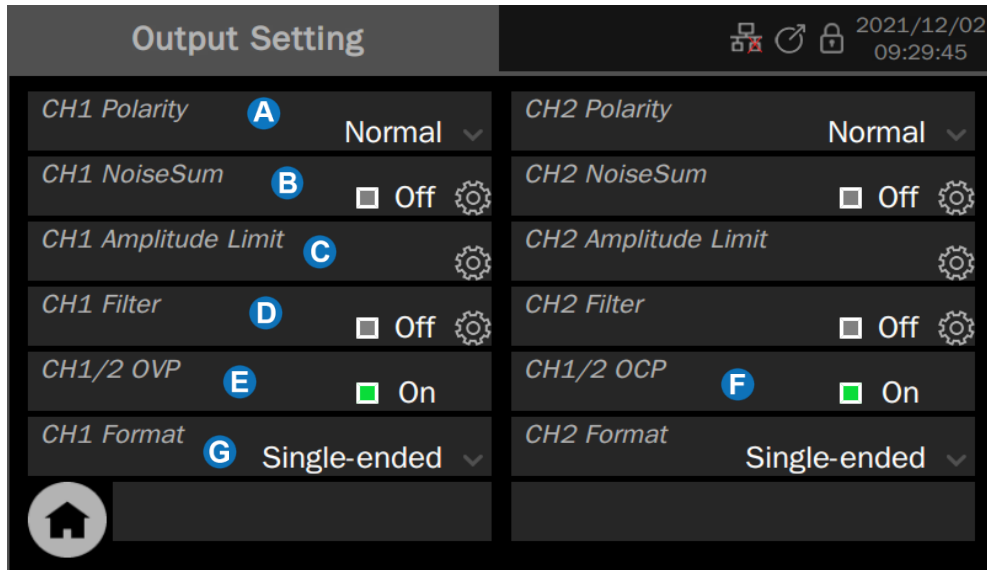 Output Setting
2021/12/02
09:29:45
CH1 Polarity
A
Normal
CH2 Polarity
Normal
CH1 NoiseSum
B
Off
CH2 NoiseSum
Off
CH1 Amplitude Limit
C
CH2 Amplitude Limit
CH1 Filter
D
Off
CH2 Filter
Off
CH1/2 OVP
E
On
CH1/2 OCP
F
On
CH1 Format
G
Single-ended
CH2 Format
Single-ended